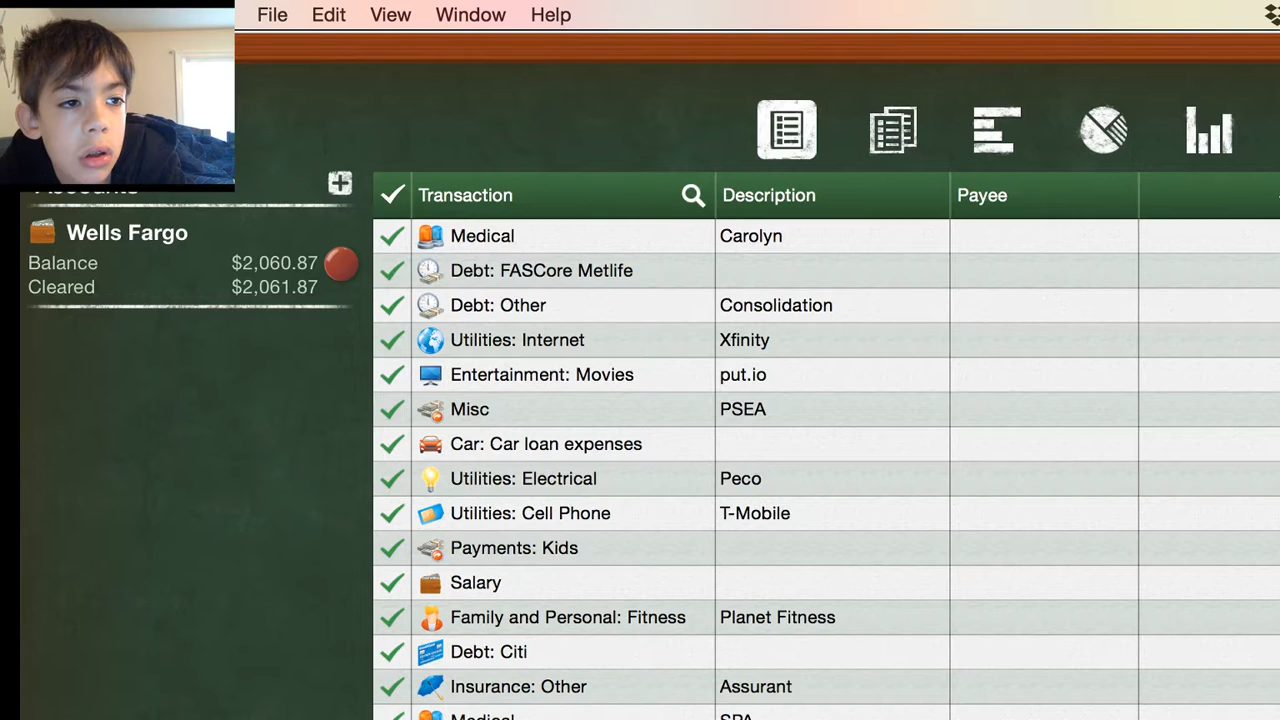 File Edit View Window Help
Accounts
Wells Fargo
Balance $2,060.87
Cleared $2,061.87
Transaction Description Payee
Medical Carolyn
Debt: FASCore Metlife
Debt: Other Consolidation
Utilities: Internet Xfinity
Entertainment: Movies put.io
Misc PSEA
Car: Car loan expenses
Utilities: Electrical Peco
Utilities: Cell Phone T-Mobile
Payments: Kids
Salary
Family and Personal: Fitness Planet Fitness
Debt: Citi
Insurance: Other Assurant
Medical SPA